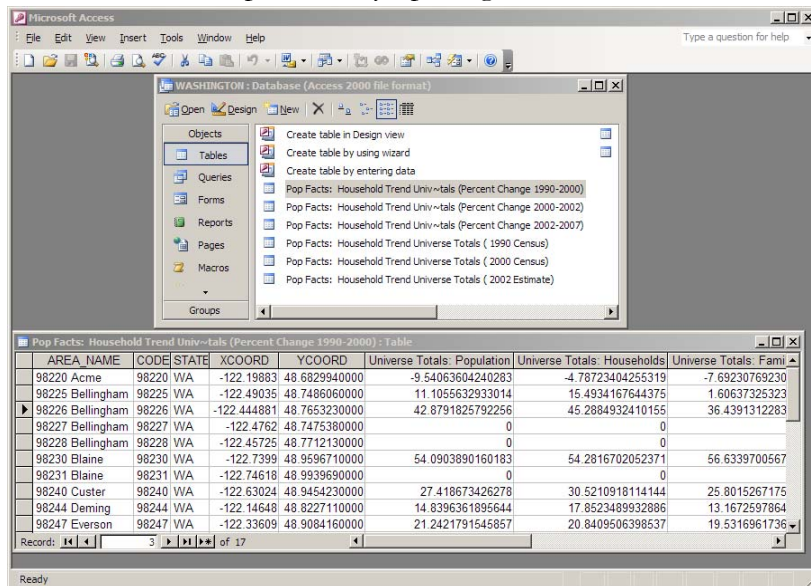 Microsoft Access
File Edit View Insert Tools Window Help Type a question for help
WASHINGTON : Database (Access 2000 file format)
Open Design New
Objects
Tables
Queries
Forms
Reports
Pages
Macros
Groups
Create table in Design view
Create table by using wizard
Create table by entering data
Pop Facts: Household Trend Univ~tals (Percent Change 1990-2000)
Pop Facts: Household Trend Univ~tals (Percent Change 2000-2002)
Pop Facts: Household Trend Univ~tals (Percent Change 2002-2007)
Pop Facts: Household Trend Universe Totals ( 1990 Census)
Pop Facts: Household Trend Universe Totals ( 2000 Census)
Pop Facts: Household Trend Universe Totals ( 2002 Estimate)
Pop Facts: Household Trend Univ~tals (Percent Change 1990-2000) : Table
AREA_NAME CODE STATE XCOORD YCOORD Universe Totals: Population Universe Totals: Households Universe Totals: Fami
98220 Acme 98220 WA -122.19883 48.6829940000 -9.54063604240283 -4.78723404255319 -7.69230769230
98225 Bellingham 98225 WA -122.49035 48.7486060000 11.1055632933014 15.4934167644375 1.60637325323
98226 Bellingham 98226 WA -122.444881 48.7653230000 42.8791825792256 45.2884932410155 36.4391312283
98227 Bellingham 98227 WA -122.4762 48.7475380000 0 0
98228 Bellingham 98228 WA -122.45725 48.7712130000 0 0
98230 Blaine 98230 WA -122.7399 48.9596710000 54.0903890160183 54.2816702052371 56.6339700567
98231 Blaine 98231 WA -122.74618 48.9939690000 0 0
98240 Custer 98240 WA -122.63024 48.9454230000 27.418673426278 30.5210918114144 25.8015267175
98244 Deming 98244 WA -122.14648 48.8227110000 14.8396361895644 17.8523489932886 13.1672597864
98247 Everson 98247 WA -122.33609 48.9084160000 21.2421791545857 20.8409506398537 19.5316961736
Record: 3 of 17
Ready